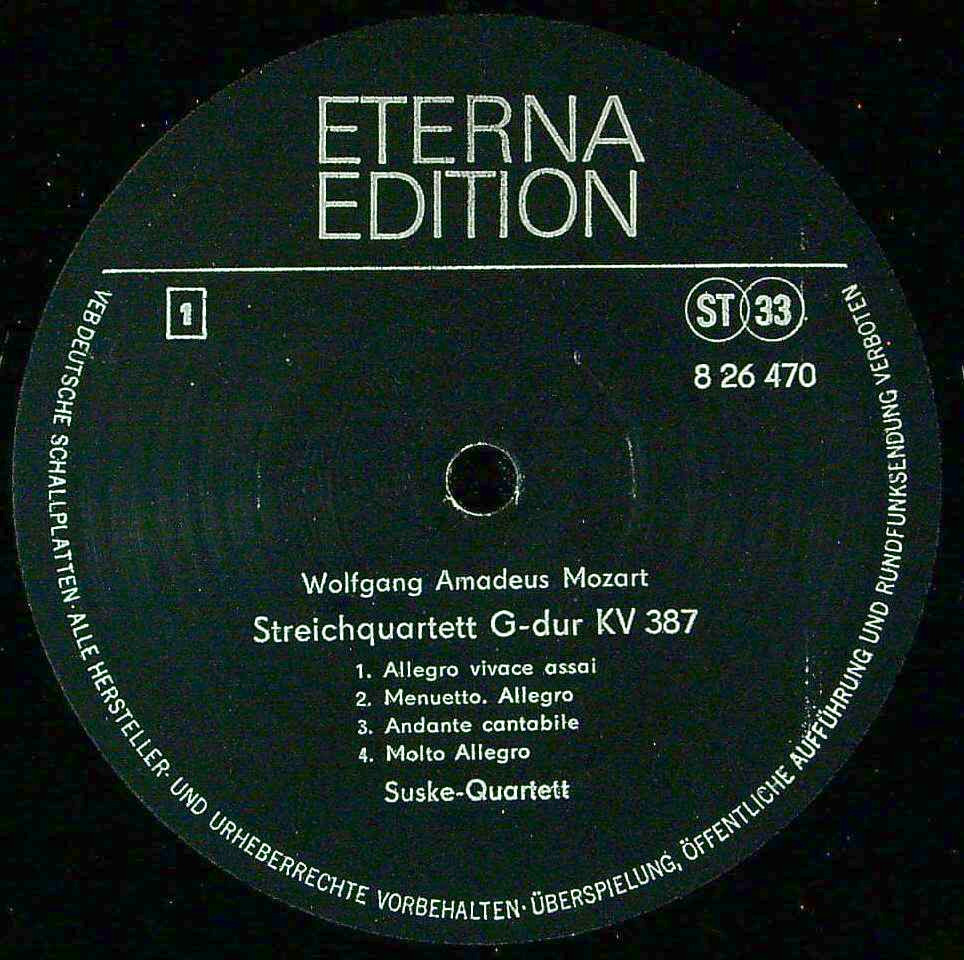 ETERNA
EDITION
1
ST 33
8 26 470
Wolfgang Amadeus Mozart
Streichquartett G-dur KV 387
1. Allegro vivace assai
2. Menuetto. Allegro
3. Andante cantabile
4. Molto Allegro
Suske-Quartett
VEB DEUTSCHE SCHALLPLATTEN · ALLE HERSTELLER- UND URHEBERRECHTE VORBEHALTEN · ÜBERSPIELUNG, ÖFFENTLICHE AUFFÜHRUNG UND RUNDFUNKSENDUNG VERBOTEN